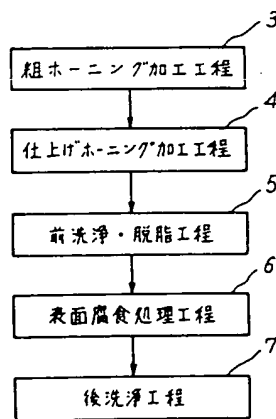 3
粗ホーニング加工工程
4
仕上げホーニング加工工程
5
前洗浄・脱脂工程
6
表面腐食処理工程
7
後洗浄工程